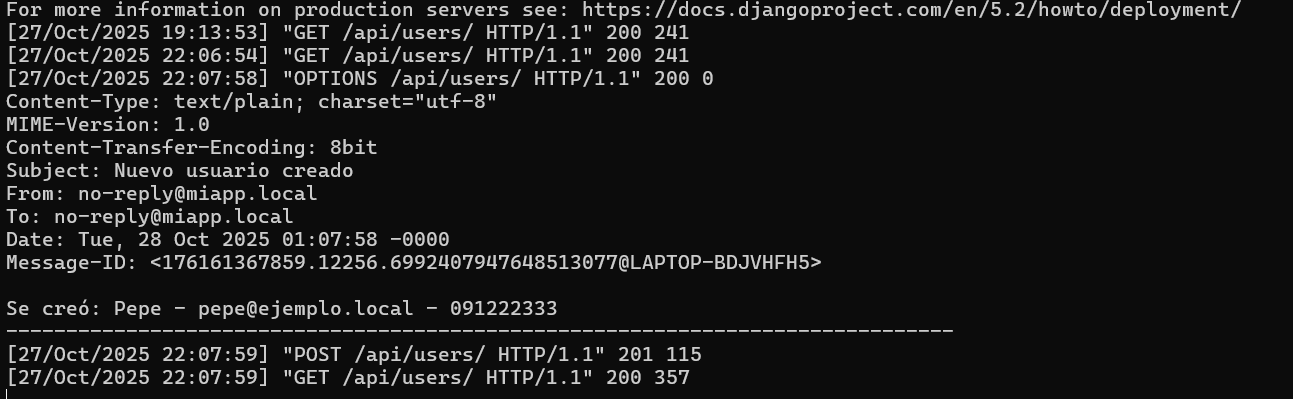 For more information on production servers see: https://docs.djangoproject.com/en/5.2/howto/deployment/
[27/Oct/2025 19:13:53] "GET /api/users/ HTTP/1.1" 200 241
[27/Oct/2025 22:06:54] "GET /api/users/ HTTP/1.1" 200 241
[27/Oct/2025 22:07:58] "OPTIONS /api/users/ HTTP/1.1" 200 0
Content-Type: text/plain; charset="utf-8"
MIME-Version: 1.0
Content-Transfer-Encoding: 8bit
Subject: Nuevo usuario creado
From: no-reply@miapp.local
To: no-reply@miapp.local
Date: Tue, 28 Oct 2025 01:07:58 -0000
Message-ID: <176161367859.12256.6992407947648513077@LAPTOP-BDJVHFH5>

Se creó: Pepe - pepe@ejemplo.local - 091222333
-------------------------------------------------------------------------------
[27/Oct/2025 22:07:59] "POST /api/users/ HTTP/1.1" 201 115
[27/Oct/2025 22:07:59] "GET /api/users/ HTTP/1.1" 200 357